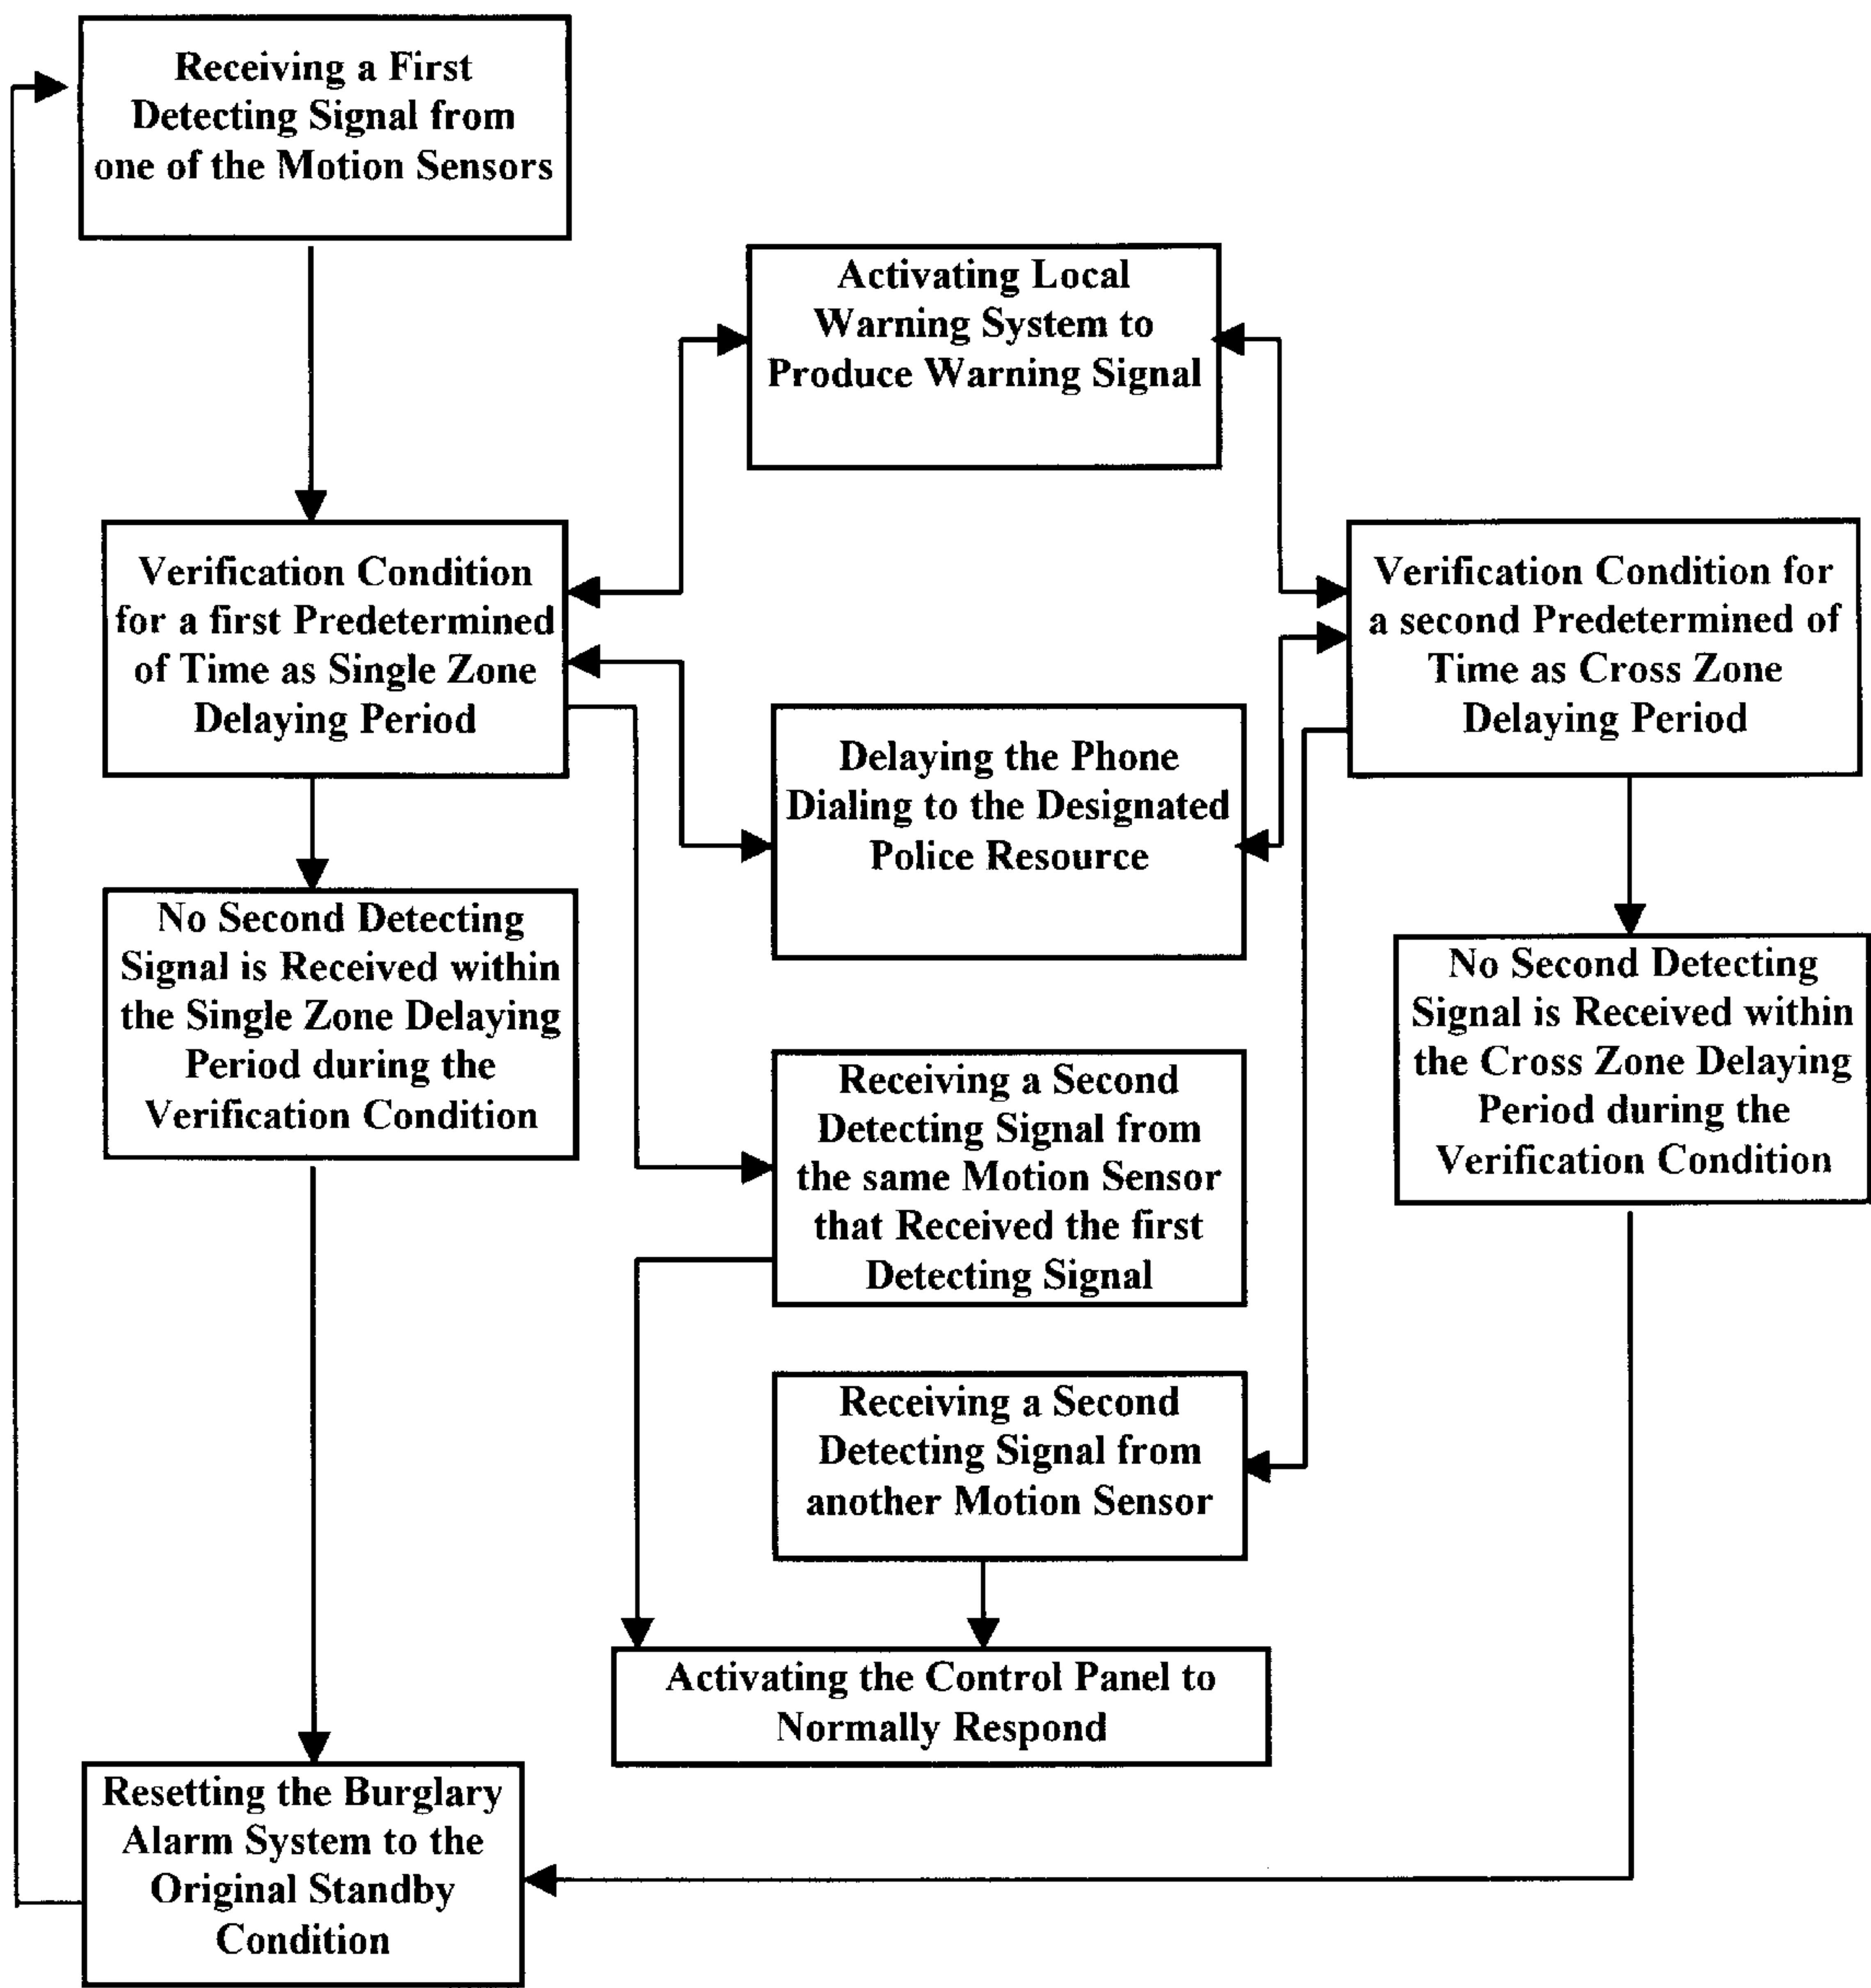 Receiving a First
Detecting Signal from
one of the Motion Sensors
Activating Local
Warning System to
Produce Warning Signal
Verification Condition
for a first Predetermined
of Time as Single Zone
Delaying Period
Verification Condition for
a second Predetermined of
Time as Cross Zone
Delaying Period
Delaying the Phone
Dialing to the Designated
Police Resource
No Second Detecting
Signal is Received within
the Single Zone Delaying
Period during the
Verification Condition
No Second Detecting
Signal is Received within
the Cross Zone Delaying
Period during the
Verification Condition
Receiving a Second
Detecting Signal from
the same Motion Sensor
that Received the first
Detecting Signal
Receiving a Second
Detecting Signal from
another Motion Sensor
Activating the Control Panel to
Normally Respond
Resetting the Burglary
Alarm System to the
Original Standby
Condition